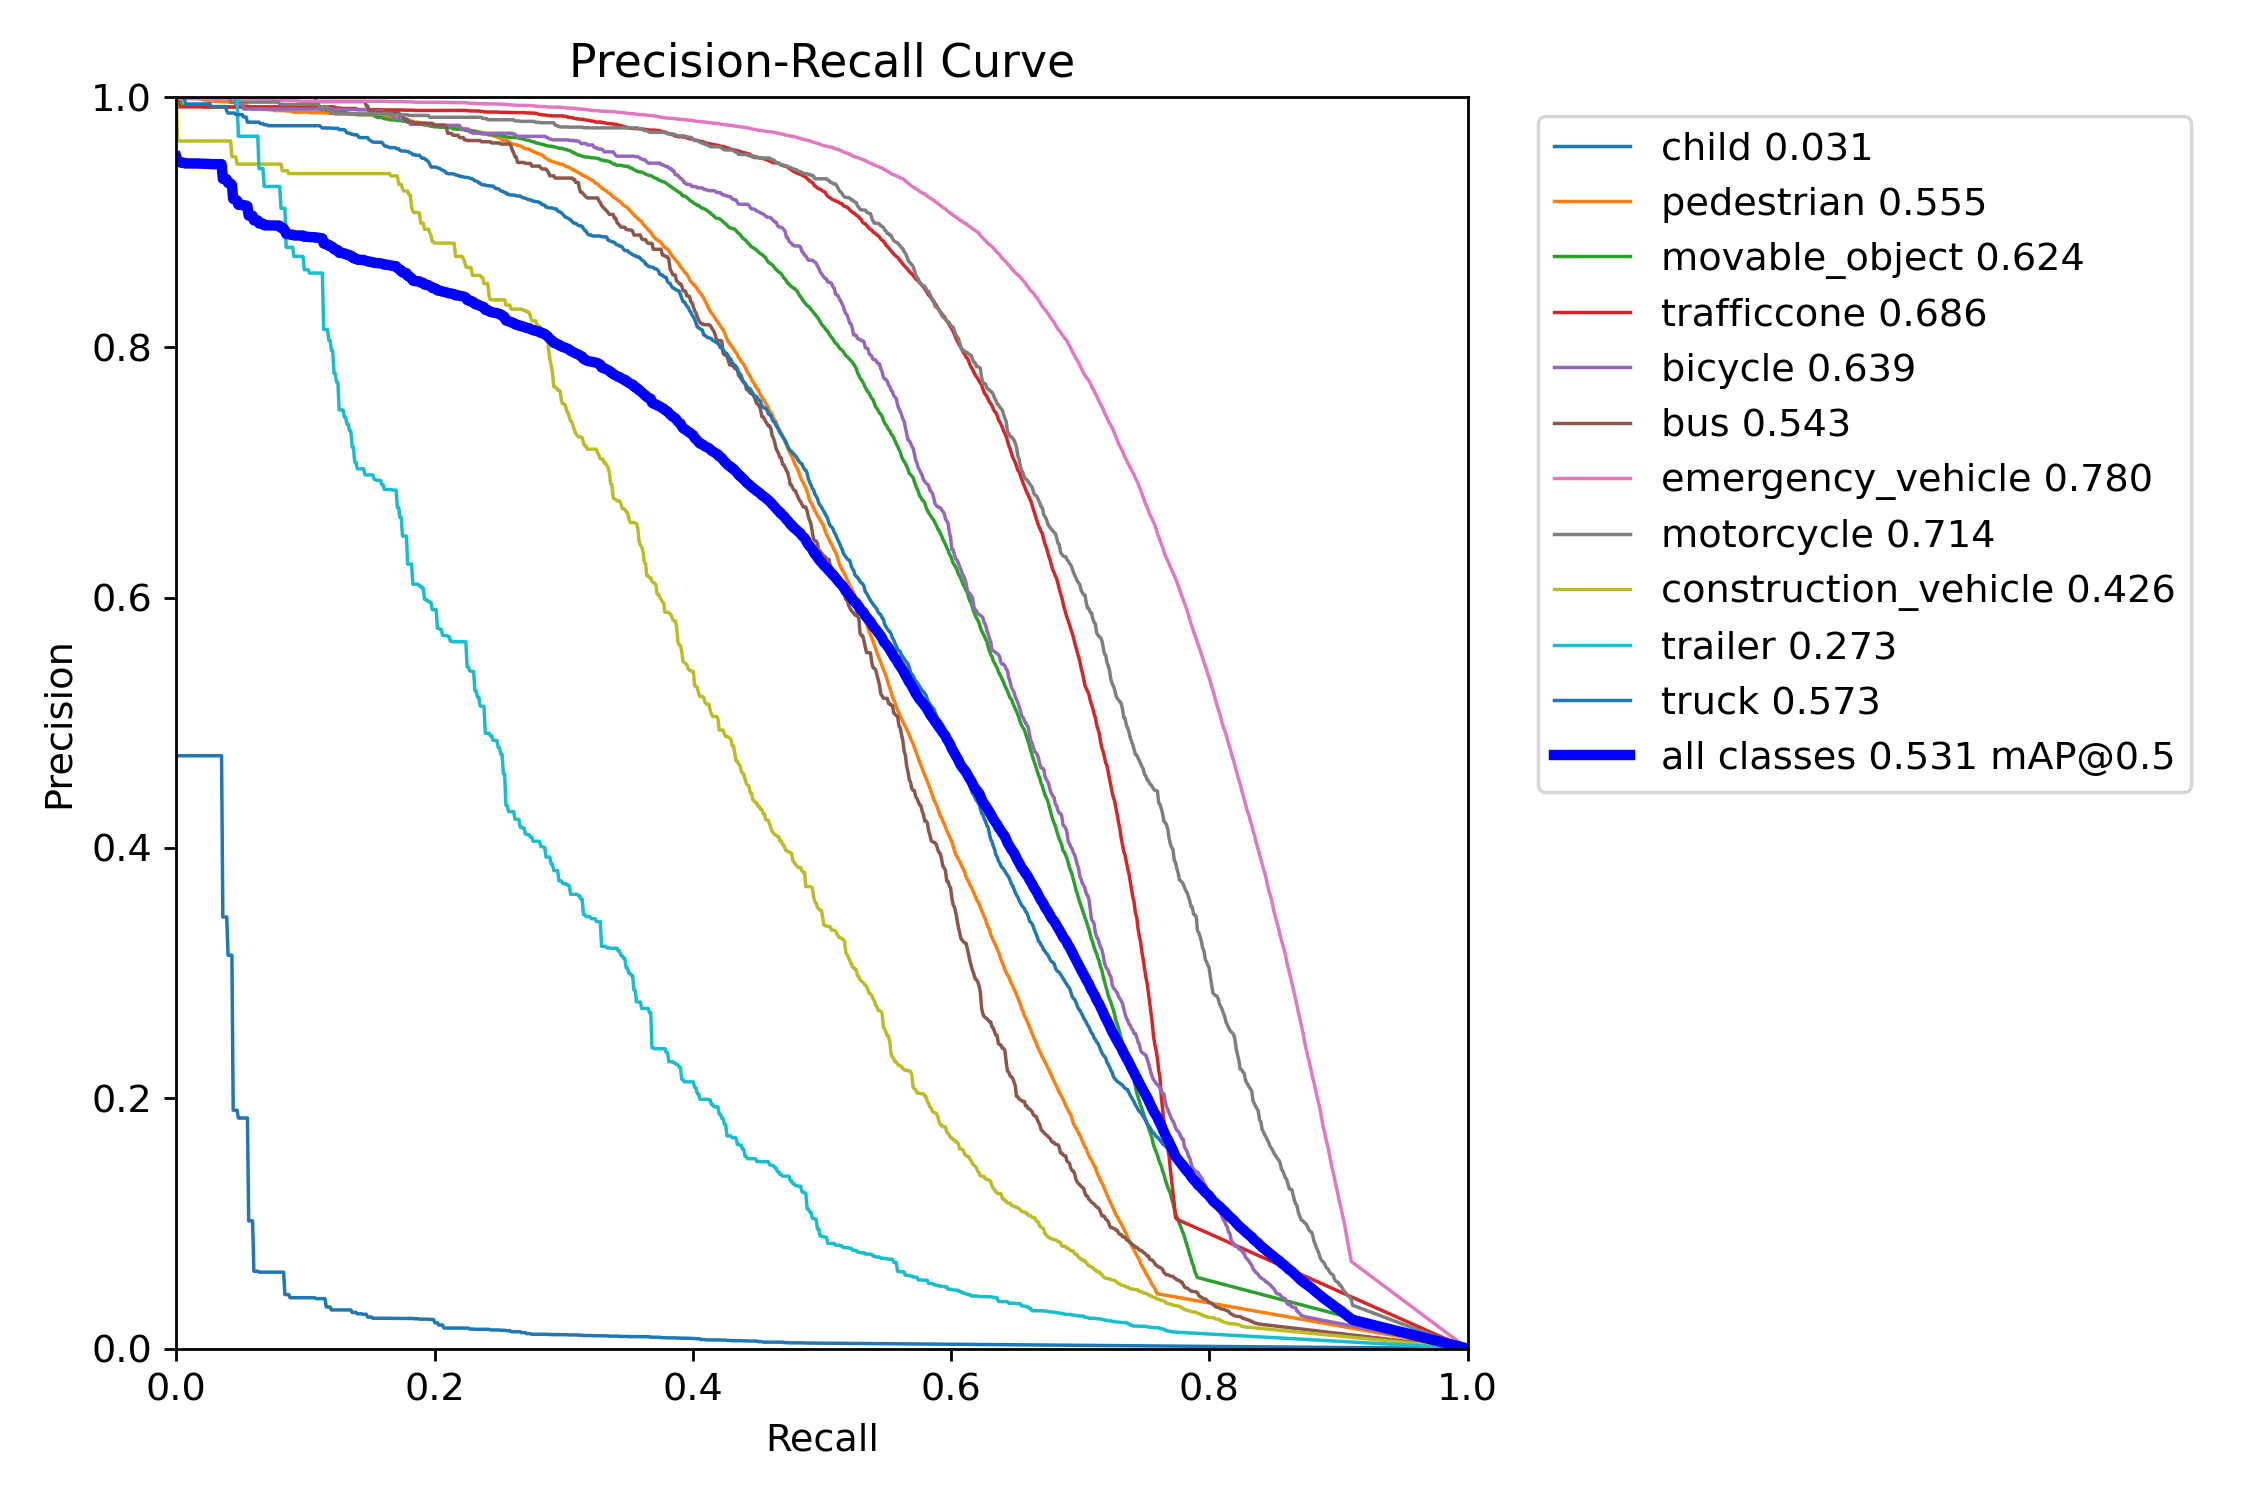 Precision-Recall Curve
1.0
0.8
0.6
0.4
0.2
0.0
Precision
0.0 0.2 0.4 0.6 0.8 1.0
Recall
child 0.031
pedestrian 0.555
movable_object 0.624
trafficcone 0.686
bicycle 0.639
bus 0.543
emergency_vehicle 0.780
motorcycle 0.714
construction_vehicle 0.426
trailer 0.273
truck 0.573
all classes 0.531 mAP@0.5